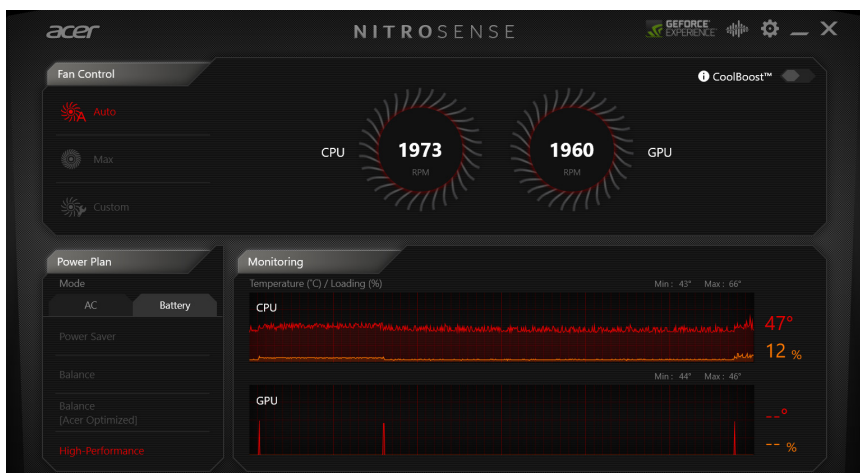 acer
NITROSENSE
GEFORCE®
EXPERIENCE™
Fan Control
CoolBoost™
Auto
Max
Custom
CPU
1973
RPM
1960
RPM
GPU
Power Plan
Mode
AC
Battery
Power Saver
Balance
Balance
[Acer Optimized]
High-Performance
Monitoring
Temperature (°C) / Loading (%)
Min : 43° Max : 66°
CPU
47°
12 %
Min : 44° Max : 46°
GPU
--°
-- %